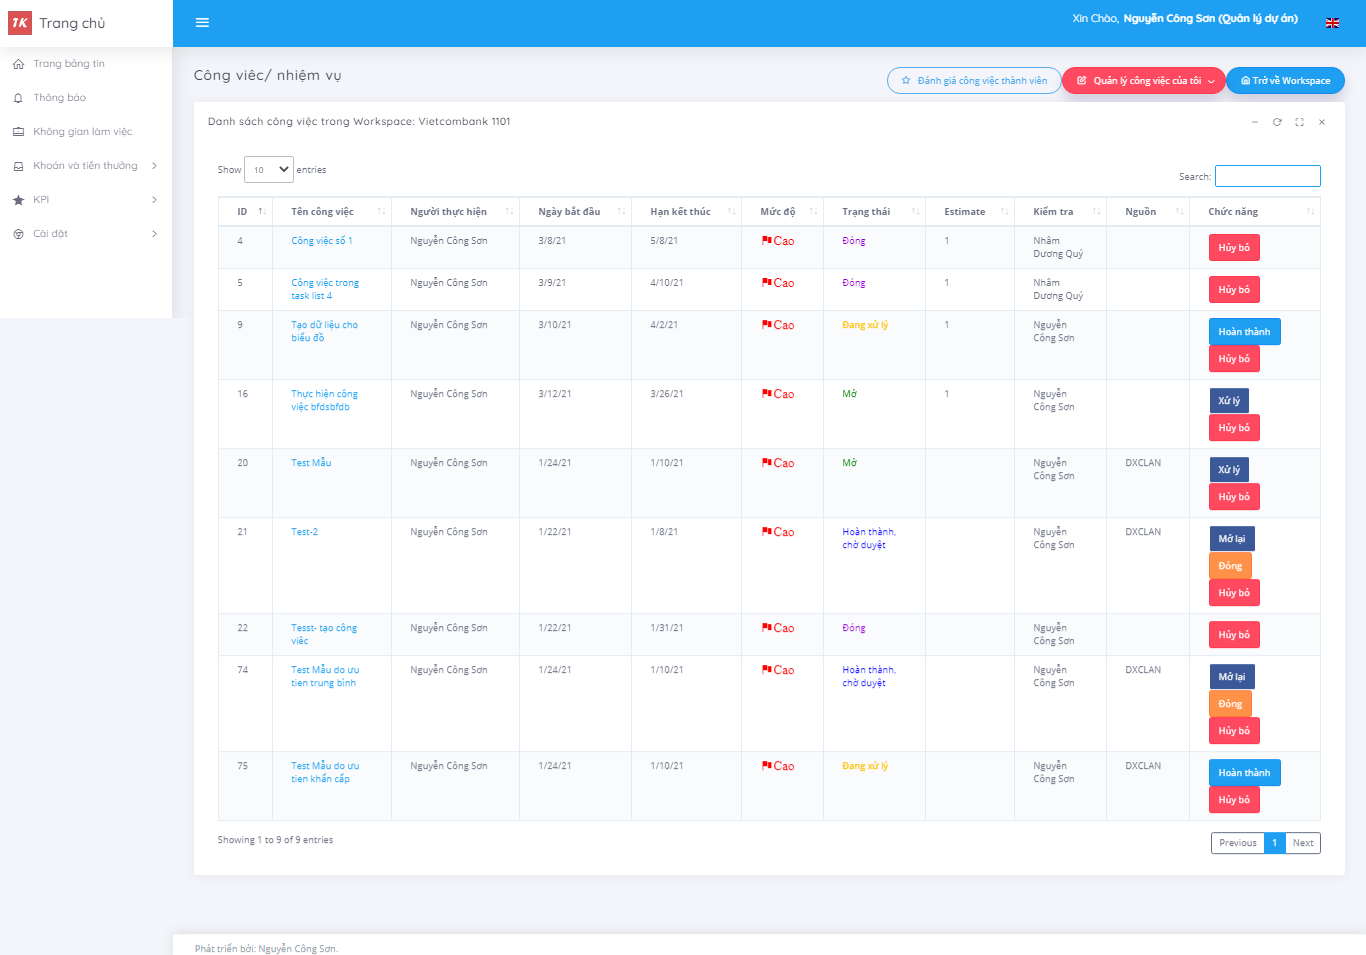 1K Trang chủ
Xin Chào, Nguyễn Công Sơn (Quản lý dự án)
Trang bảng tin
Thông báo
Không gian làm việc
Khoán và tiền thưởng
KPI
Cài đặt
Công viêc/ nhiệm vụ
Đánh giá công việc thành viên
Quản lý công việc của tôi
Trở về Workspace
Danh sách công việc trong Workspace: Vietcombank 1101
Show 10 entries
Search:
ID Tên công việc Người thực hiện Ngày bắt đầu Hạn kết thúc Mức độ Trạng thái Estimate Kiểm tra Nguồn Chức năng
4 Công việc số 1 Nguyễn Công Sơn 3/8/21 5/8/21 Cao Đóng 1 Nhâm
Dương Quý
Hủy bỏ
5 Công việc trong Nguyễn Công Sơn 3/9/21 4/10/21 Cao Đóng 1 Nhâm
task list 4 Dương Quý
Hủy bỏ
9 Tạo dữ liệu cho Nguyễn Công Sơn 3/10/21 4/2/21 Cao Đang xử lý 1 Nguyễn
biểu đồ Công Sơn
Hoàn thành
Hủy bỏ
16 Thực hiện công Nguyễn Công Sơn 3/12/21 3/26/21 Cao Mở 1 Nguyễn
việc bfdsbfdb Công Sơn
Xử lý
Hủy bỏ
20 Test Mẫu Nguyễn Công Sơn 1/24/21 1/10/21 Cao Mở Nguyễn DXCLAN
Công Sơn
Xử lý
Hủy bỏ
21 Test-2 Nguyễn Công Sơn 1/22/21 1/8/21 Cao Hoàn thành, Nguyễn DXCLAN
chờ duyệt Công Sơn
Mở lại
Đóng
Hủy bỏ
22 Tesst- tạo công Nguyễn Công Sơn 1/22/21 1/31/21 Cao Đóng Nguyễn
viêc Công Sơn
Hủy bỏ
74 Test Mẫu do ưu Nguyễn Công Sơn 1/24/21 1/10/21 Cao Hoàn thành, Nguyễn DXCLAN
tien trung bình chờ duyệt Công Sơn
Mở lại
Đóng
Hủy bỏ
75 Test Mẫu do ưu Nguyễn Công Sơn 1/24/21 1/10/21 Cao Đang xử lý Nguyễn DXCLAN
tien khẩn cấp Công Sơn
Hoàn thành
Hủy bỏ
Showing 1 to 9 of 9 entries
Previous 1 Next
Phát triển bởi: Nguyễn Công Sơn.